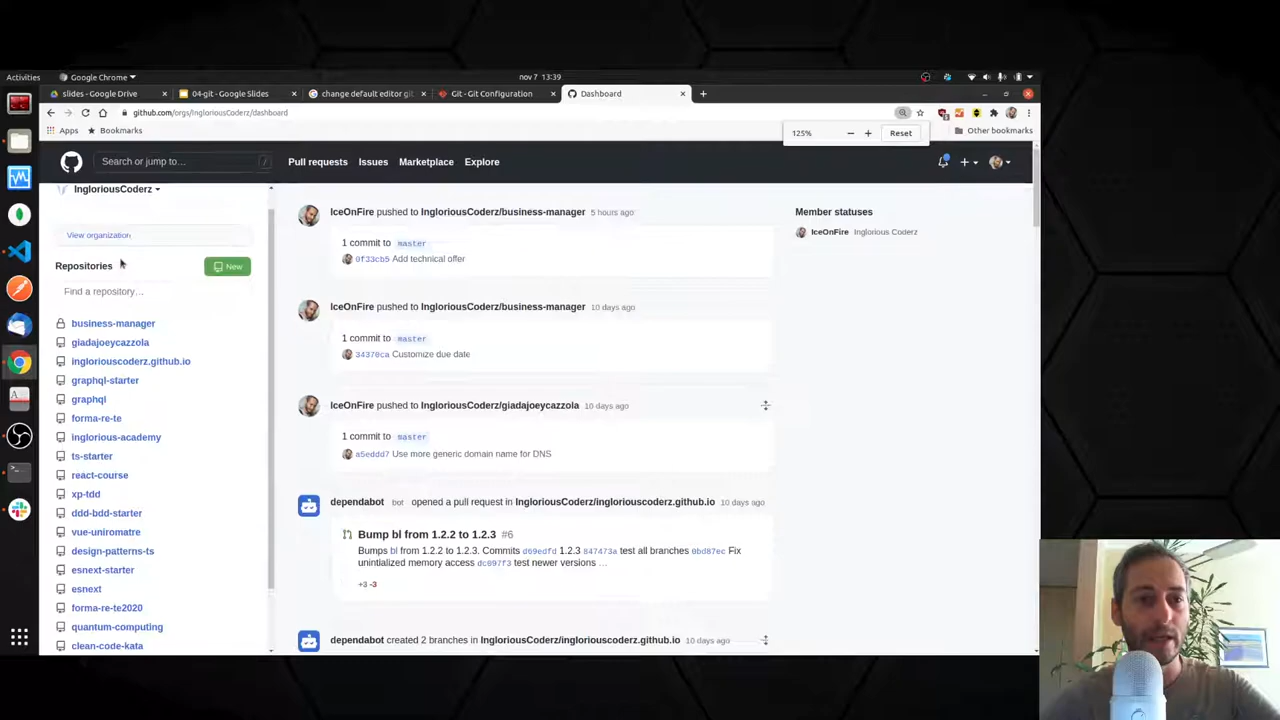 Activities
Google Chrome
nov 7 13:39
slides - Google Drive
04-git - Google Slides
change default editor git
Git - Git Configuration
Dashboard
github.com/orgs/IngloriousCoderz/dashboard
Apps
Bookmarks
Other bookmarks
125%
Reset
Search or jump to…
/
Pull requests
Issues
Marketplace
Explore
IngloriousCoderz
View organization
Repositories
New
Find a repository…
business-manager
giadajoeycazzola
ingloriouscoderz.github.io
graphql-starter
graphql
forma-re-te
inglorious-academy
ts-starter
react-course
xp-tdd
ddd-bdd-starter
vue-uniromatre
design-patterns-ts
esnext-starter
esnext
forma-re-te2020
quantum-computing
clean-code-kata
IceOnFire pushed to IngloriousCoderz/business-manager 5 hours ago
1 commit to master
0f33cb5 Add technical offer
IceOnFire pushed to IngloriousCoderz/business-manager 10 days ago
1 commit to master
34370ca Customize due date
IceOnFire pushed to IngloriousCoderz/giadajoeycazzola 10 days ago
1 commit to master
a5eddd7 Use more generic domain name for DNS
dependabot bot opened a pull request in IngloriousCoderz/ingloriouscoderz.github.io 10 days ago
Bump bl from 1.2.2 to 1.2.3 #6
Bumps bl from 1.2.2 to 1.2.3. Commits d69edfd 1.2.3 847473a test all branches 0bd87ec Fix
unintialized memory access dc097f3 test newer versions …
+3 -3
dependabot created 2 branches in IngloriousCoderz/ingloriouscoderz.github.io 10 days ago
Member statuses
IceOnFire Inglorious Coderz